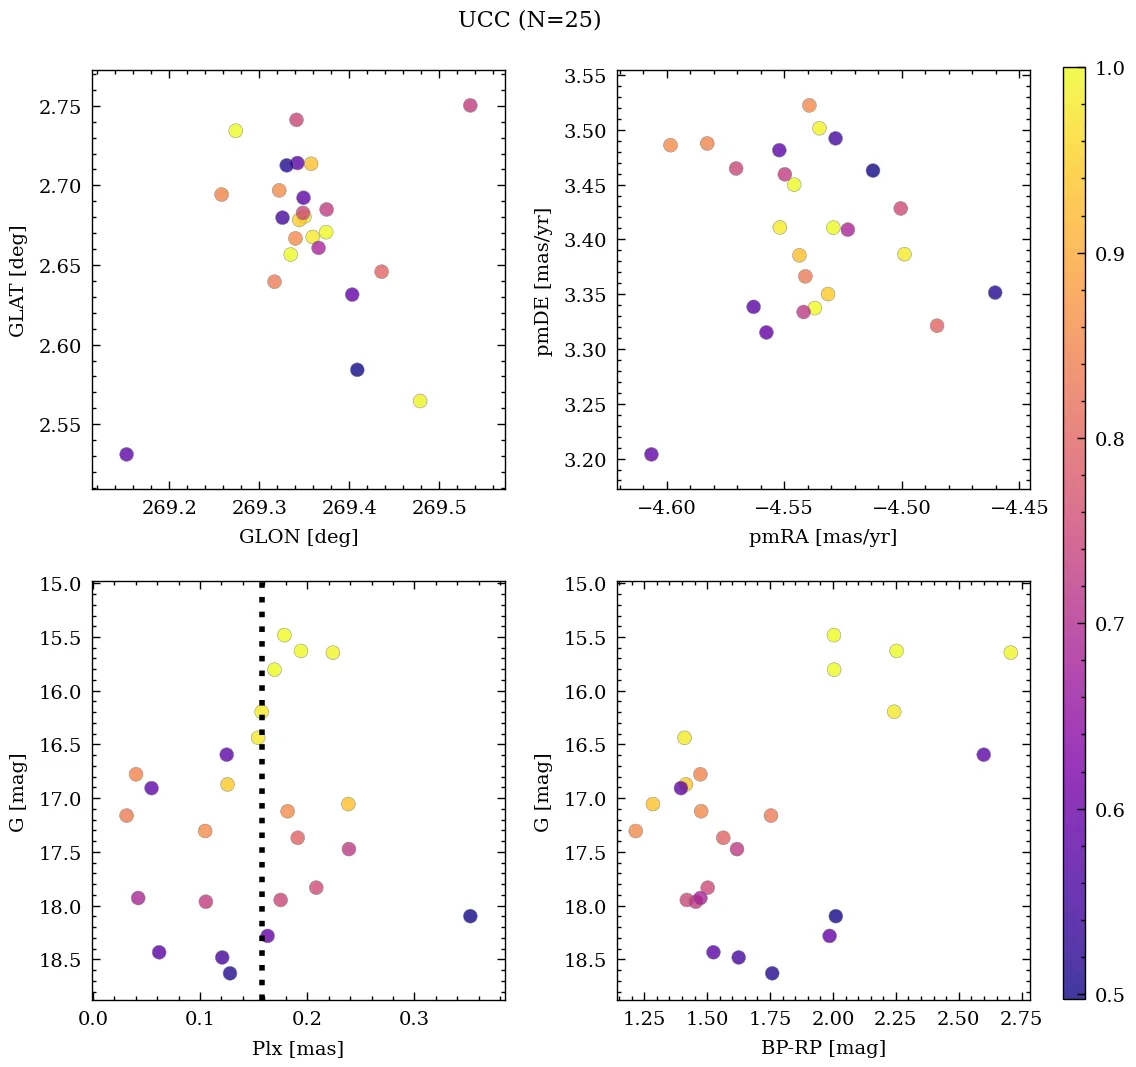 UCC (N=25)
2.75
2.70
2.65
2.60
2.55
GLAT [deg]
269.2 269.3 269.4 269.5
GLON [deg]
3.55
3.50
3.45
3.40
3.35
3.30
3.25
3.20
pmDE [mas/yr]
−4.60 −4.55 −4.50 −4.45
pmRA [mas/yr]
15.0
15.5
16.0
16.5
17.0
17.5
18.0
18.5
G [mag]
0.0 0.1 0.2 0.3
Plx [mas]
15.0
15.5
16.0
16.5
17.0
17.5
18.0
18.5
G [mag]
1.25 1.50 1.75 2.00 2.25 2.50 2.75
BP-RP [mag]
1.0
0.9
0.8
0.7
0.6
0.5